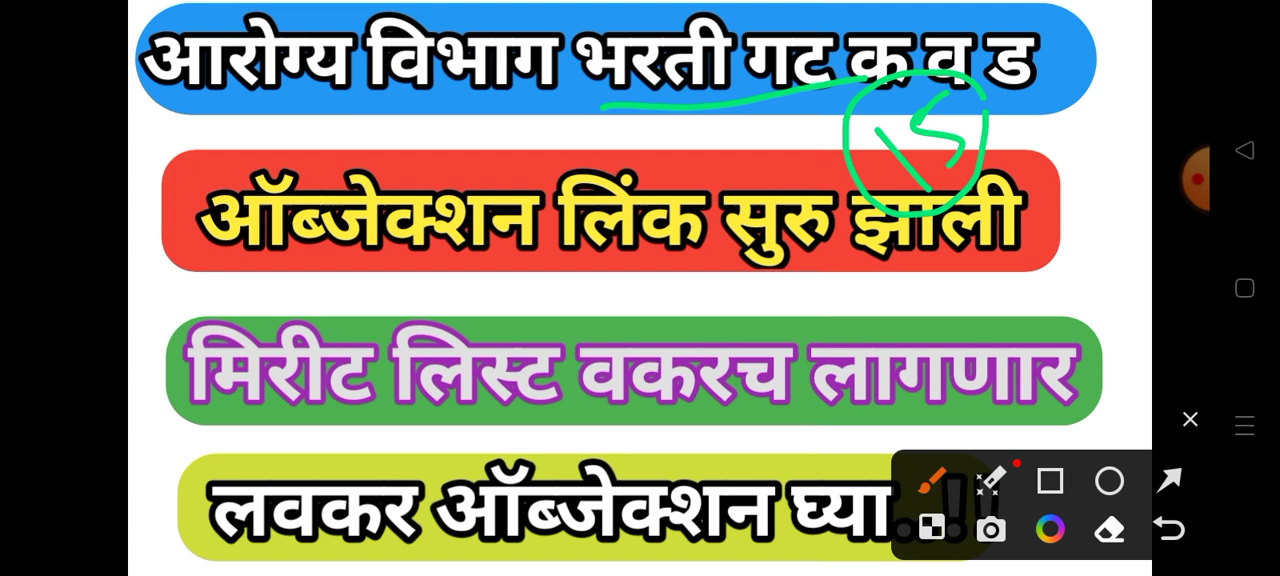 आरोग्य विभाग भरती गट क व ड
ऑब्जेक्शन लिंक सुरु झाली
मिरीट लिस्ट वकरच लागणार
लवकर ऑब्जेक्शन घ्या..!!